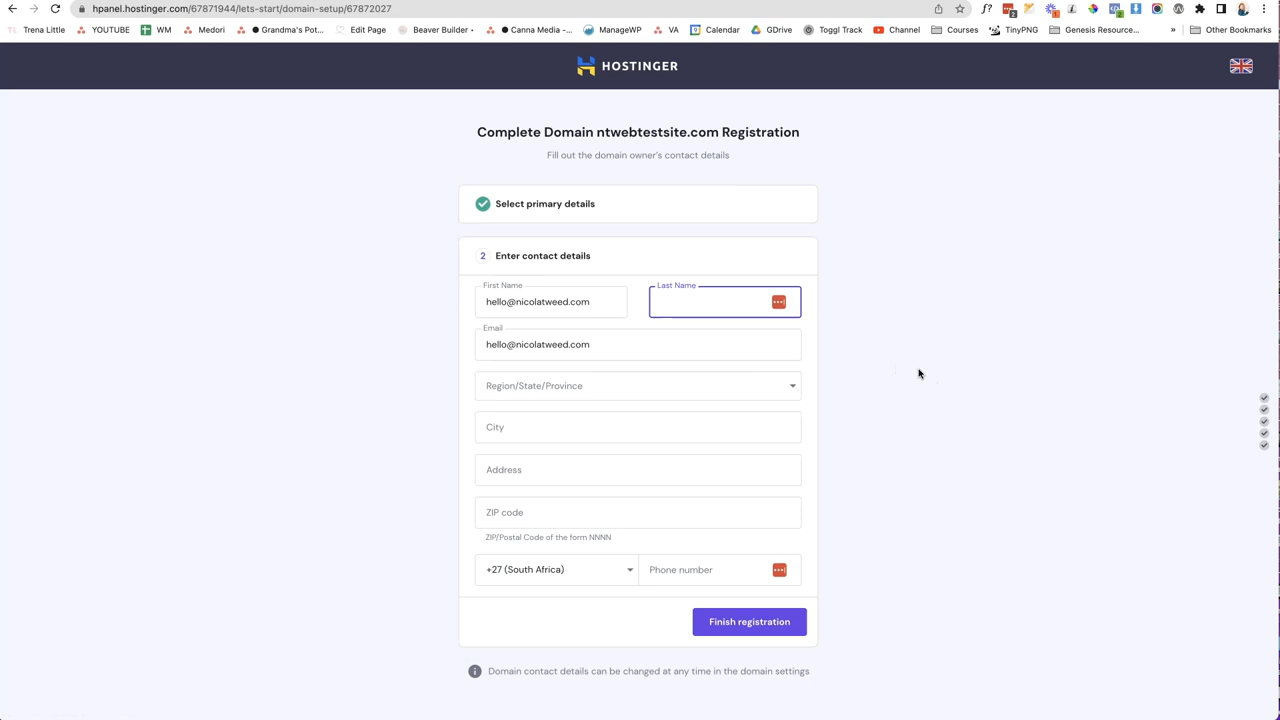 hpanel.hostinger.com/67871944/lets-start/domain-setup/67872027
Trena Little
YOUTUBE
WM
Medori
Grandma's Pot...
Edit Page
Beaver Builder •
Canna Media -...
ManageWP
VA
Calendar
GDrive
Toggl Track
Channel
Courses
TinyPNG
Genesis Resource...
»
Other Bookmarks
HOSTINGER
Complete Domain ntwebtestsite.com Registration
Fill out the domain owner's contact details
Select primary details
2 Enter contact details
First Name
hello@nicolatweed.com
Last Name
Email
hello@nicolatweed.com
Region/State/Province
City
Address
ZIP code
ZIP/Postal Code of the form NNNN
+27 (South Africa)
Phone number
Finish registration
Domain contact details can be changed at any time in the domain settings